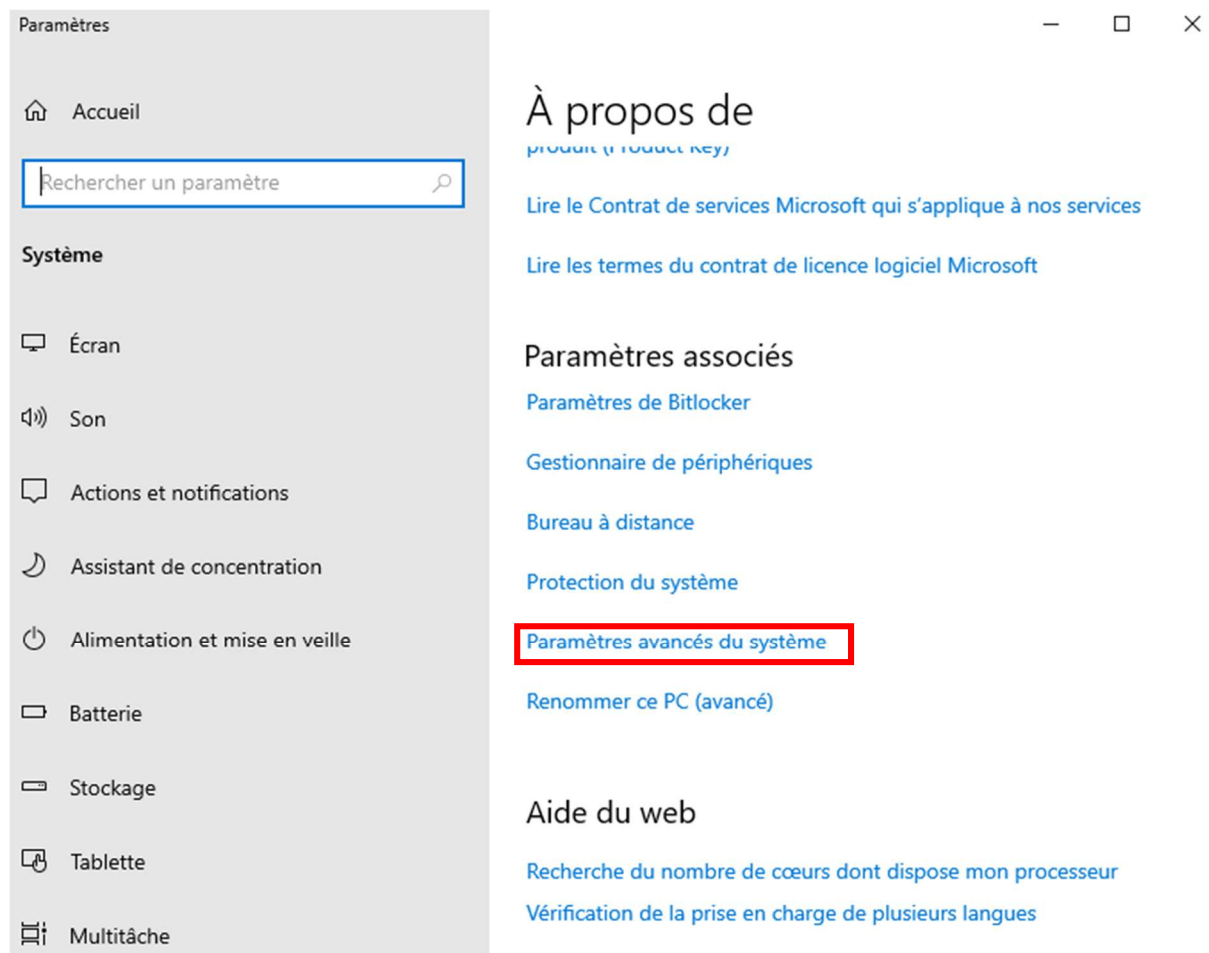 Paramètres
Accueil
Rechercher un paramètre
Système
Écran
Son
Actions et notifications
Assistant de concentration
Alimentation et mise en veille
Batterie
Stockage
Tablette
Multitâche
À propos de
produit (Product Key)
Lire le Contrat de services Microsoft qui s’applique à nos services
Lire les termes du contrat de licence logiciel Microsoft
Paramètres associés
Paramètres de Bitlocker
Gestionnaire de périphériques
Bureau à distance
Protection du système
Paramètres avancés du système
Renommer ce PC (avancé)
Aide du web
Recherche du nombre de cœurs dont dispose mon processeur
Vérification de la prise en charge de plusieurs langues